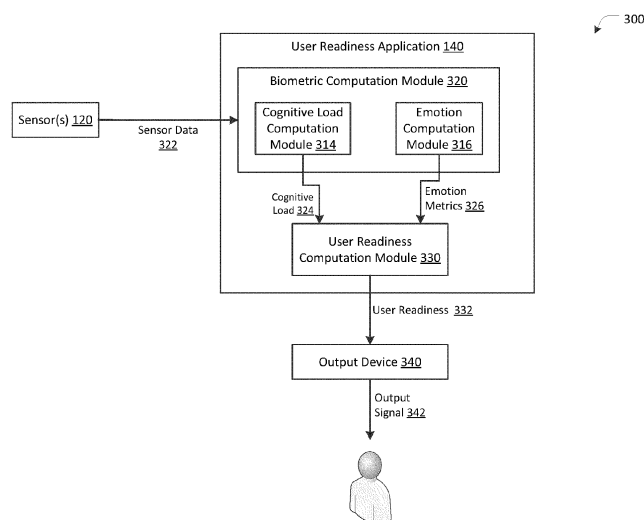 300
User Readiness Application 140
Biometric Computation Module 320
Sensor(s) 120
Sensor Data
322
Cognitive Load
Computation
Module 314
Emotion
Computation
Module 316
Cognitive
Load 324
Emotion
Metrics 326
User Readiness
Computation Module 330
User Readiness 332
Output Device 340
Output
Signal 342